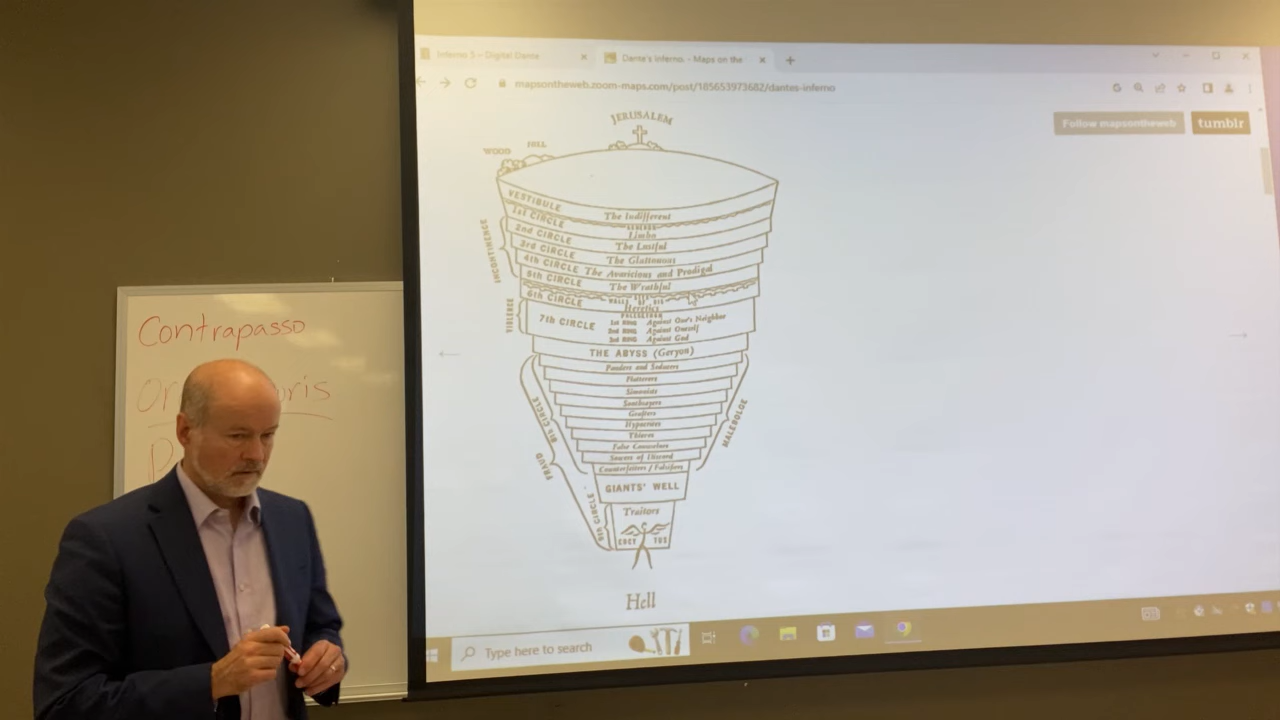 Inferno 5 – Digital Dante
Dante's Inferno. - Maps on the
mapsontheweb.zoom-maps.com/post/185653973682/dantes-inferno
Follow mapsontheweb
tumblr
JERUSALEM
WOOD
HILL
VESTIBULE The Indifferent
1st CIRCLE Limbo
2nd CIRCLE The Lustful
3rd CIRCLE The Gluttonous
4th CIRCLE The Avaricious and Prodigal
5th CIRCLE The Wrathful
WALLS OF DIS
6th CIRCLE Heretics
INCONTINENCE
VIOLENCE
7th CIRCLE
1st RING Against One's Neighbor
2nd RING Against Oneself
3rd RING Against God
THE ABYSS (Geryon)
Panders and Seducers
Flatterers
Simonists
Soothsayers
Grafters
Hypocrites
Thieves
False Counselors
Sowers of Discord
Counterfeiters / Falsifiers
FRAUD
8th CIRCLE
MALEBOLGE
GIANTS' WELL
9th CIRCLE
Traitors
COCYTUS
Hell
Type here to search
Contrapasso